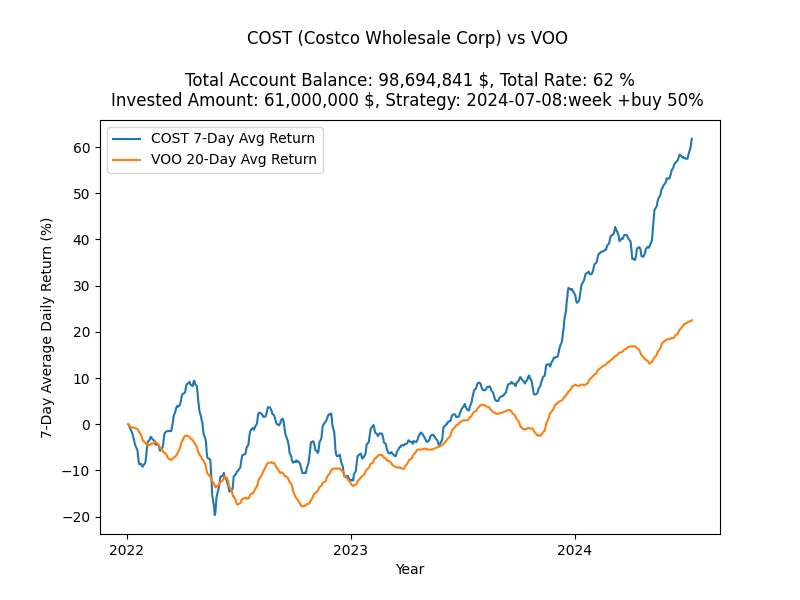 COST (Costco Wholesale Corp) vs VOO
Total Account Balance: 98,694,841 $, Total Rate: 62 %
Invested Amount: 61,000,000 $, Strategy: 2024-07-08:week +buy 50%
COST 7-Day Avg Return
VOO 20-Day Avg Return
60
50
40
30
20
10
0
−10
−20
7-Day Average Daily Return (%)
2022
2023
2024
Year